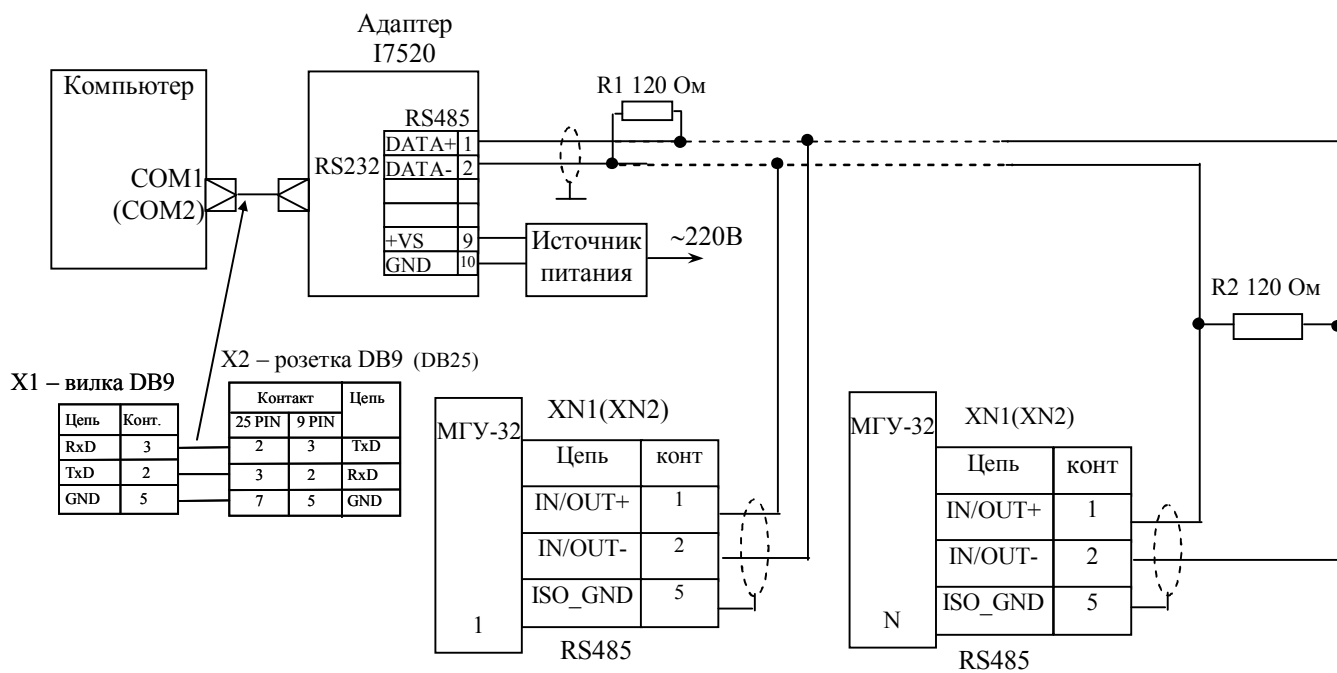 Адаптер
I7520
Компьютер
COM1
(COM2)
RS232
RS485
DATA+ 1
DATA- 2
+VS 9
GND 10
R1 120 Ом
Источник
питания
~220В
R2 120 Ом
X1 – вилка DB9
Цепь Конт.
RxD 3
TxD 2
GND 5
X2 – розетка DB9 (DB25)
Контакт Цепь
25 PIN 9 PIN
2 3 TxD
3 2 RxD
7 5 GND
МГУ-32
1
XN1(XN2)
Цепь конт
IN/OUT+ 1
IN/OUT- 2
ISO_GND 5
RS485
МГУ-32
N
XN1(XN2)
Цепь конт
IN/OUT+ 1
IN/OUT- 2
ISO_GND 5
RS485